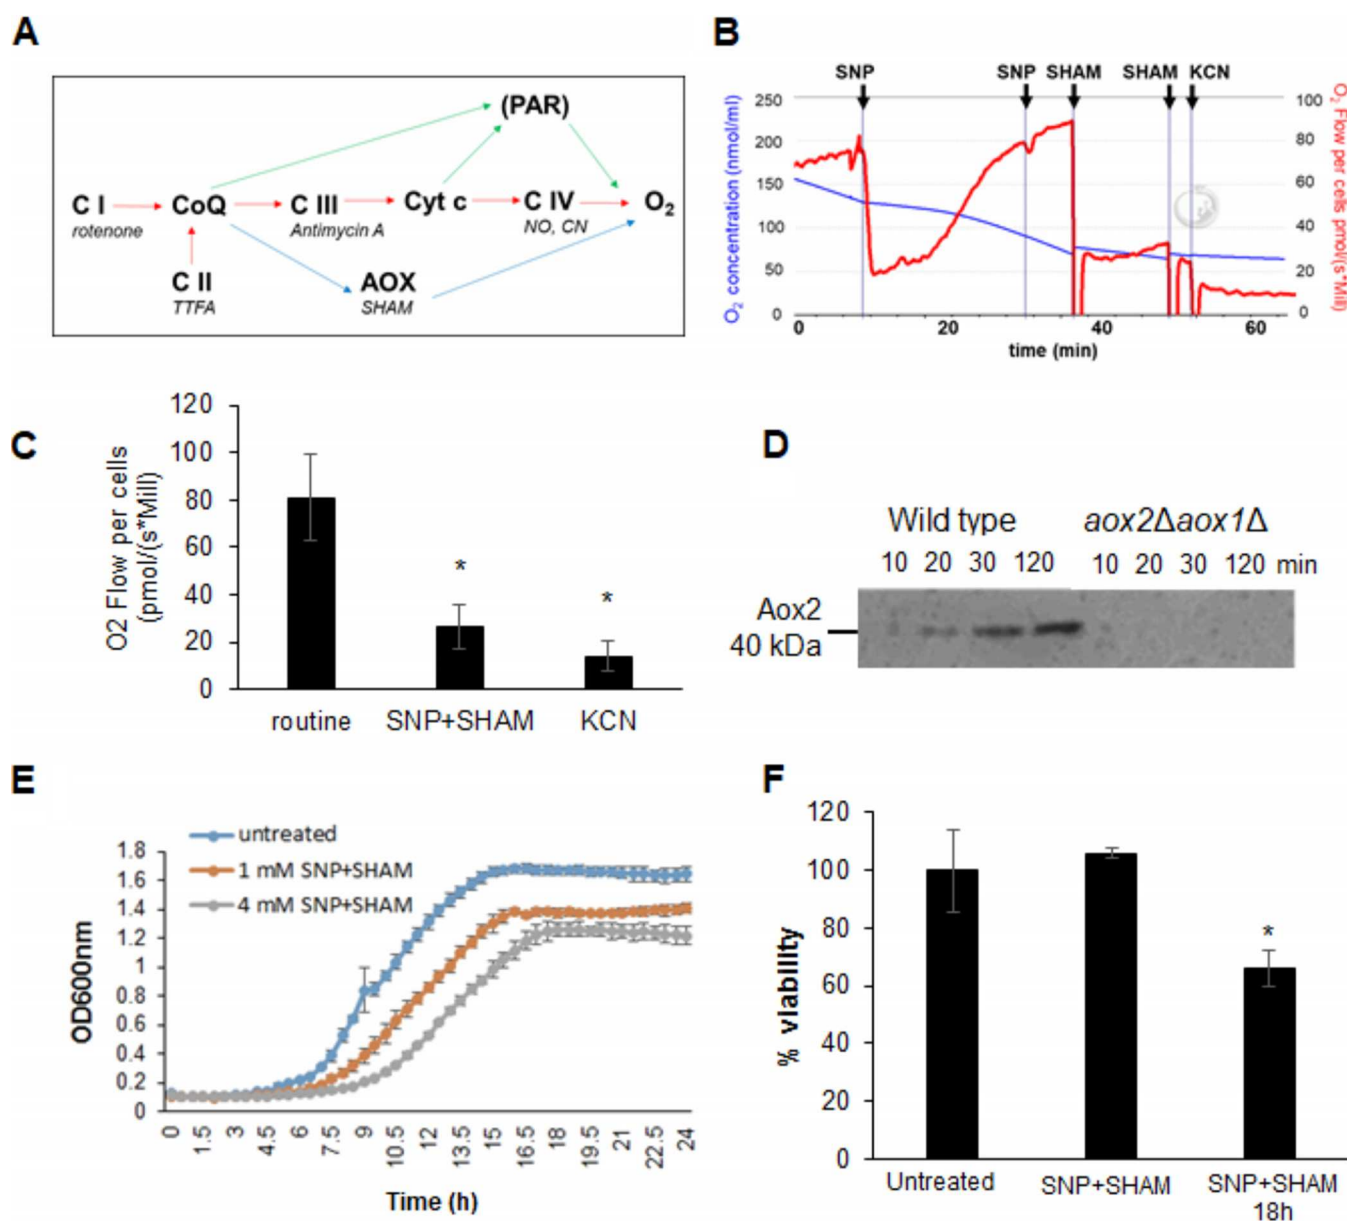 A
(PAR)
C I
CoQ
C III
Cyt c
C IV
O2
rotenone
Antimycin A
NO, CN
C II
AOX
TTFA
SHAM
B
SNP
SNP
SHAM
SHAM
KCN
250
200
150
100
50
0
O2 concentration (nmol/ml)
100
80
60
40
20
0
O2 Flow per cells pmol/(s*Mill)
0
20
40
60
time (min)
C
O2 Flow per cells
(pmol/(s*Mill)
120
100
80
60
40
20
0
*
*
routine
SNP+SHAM
KCN
D
Wild type
aox2Δaox1Δ
10 20 30 120
10 20 30 120 min
Aox2
40 kDa
E
untreated
1 mM SNP+SHAM
4 mM SNP+SHAM
OD600nm
1.8
1.6
1.4
1.2
1
0.8
0.6
0.4
0.2
0
0
1.5
3
4.5
6
7.5
9
10.5
12
13.5
15
16.5
18
19.5
21
22.5
24
Time (h)
F
% viability
120
100
80
60
40
20
0
*
Untreated
SNP+SHAM
SNP+SHAM
18h